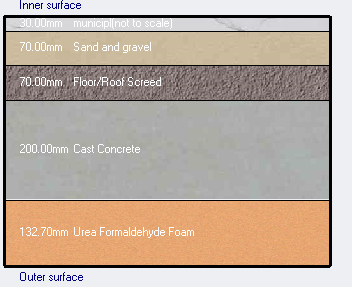 Inner surface
30.00mm municipl(not to scale)
70.00mm Sand and gravel
70.00mm Floor/Roof Screed
200.00mm Cast Concrete
132.70mm Urea Formaldehyde Foam
Outer surface